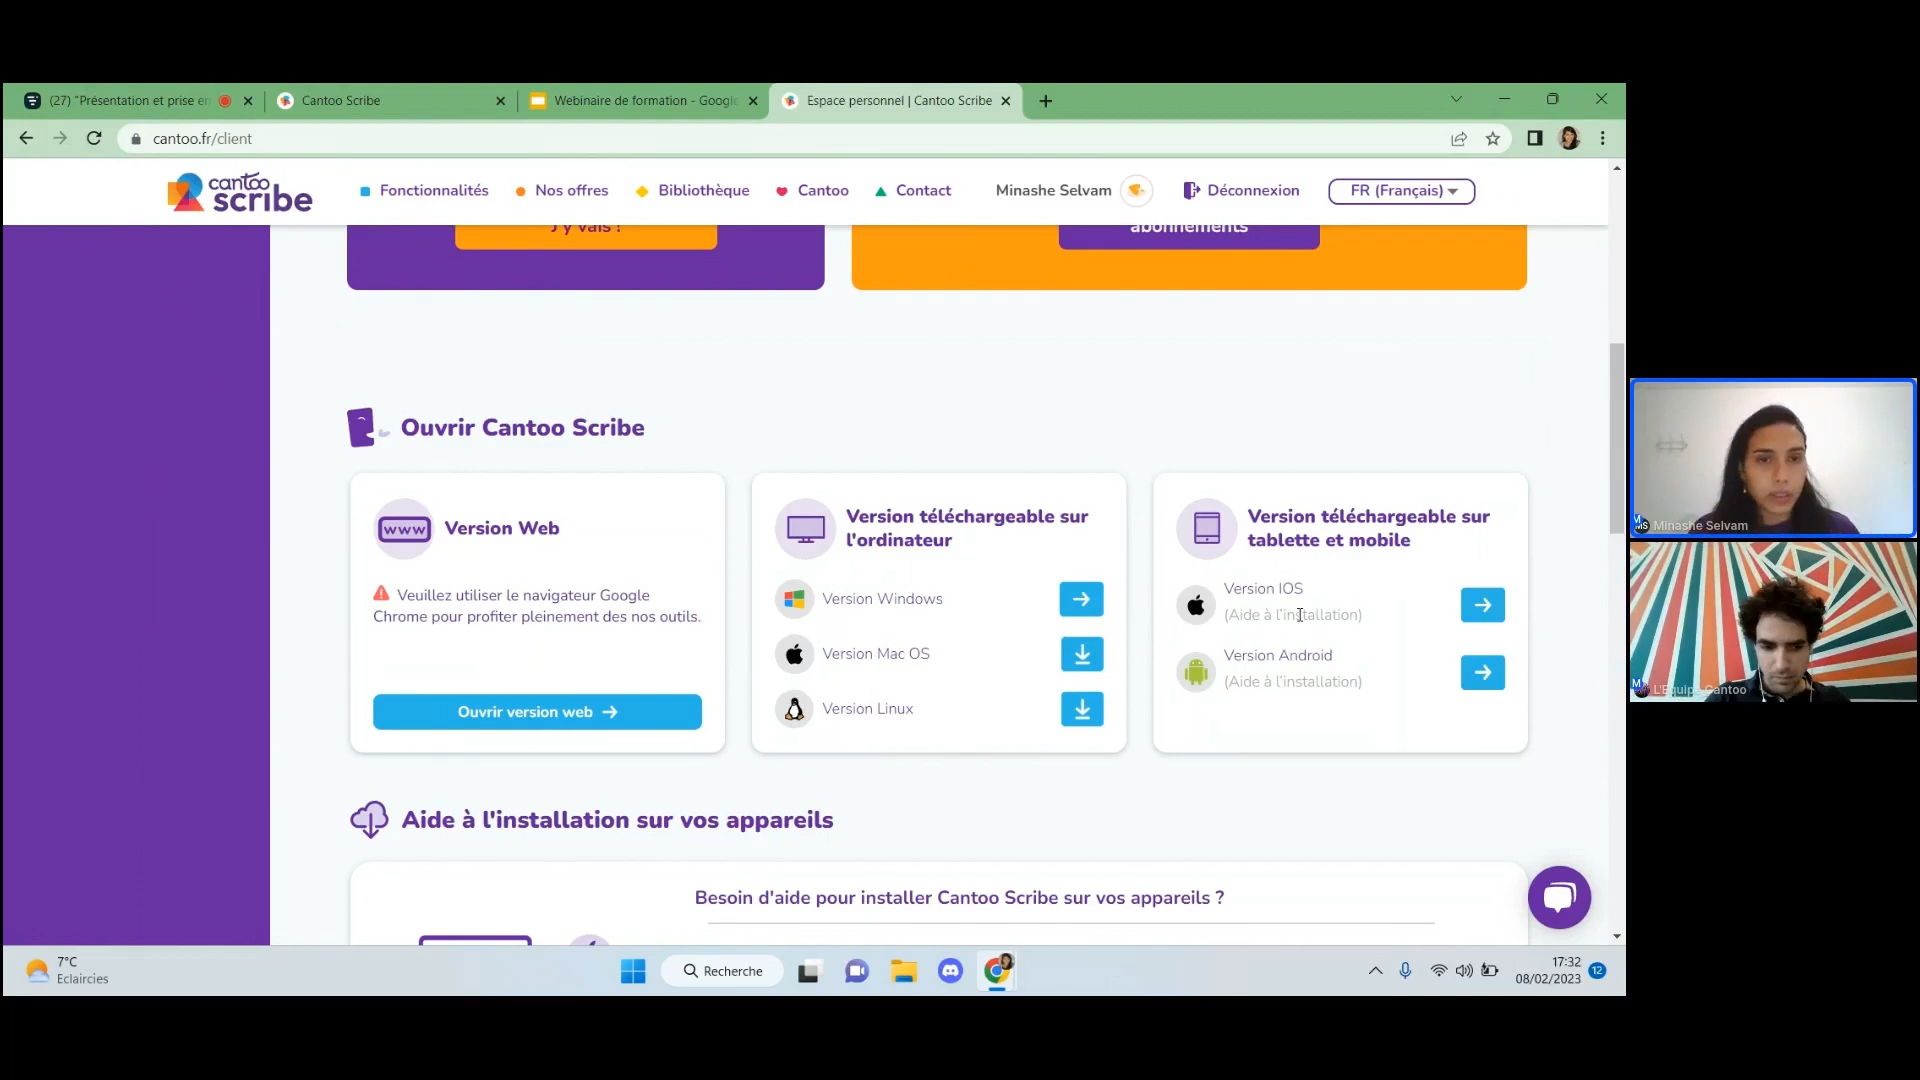 (27) "Présentation et prise en
Cantoo Scribe
Webinaire de formation - Google
Espace personnel | Cantoo Scribe
cantoo.fr/client
cantoo
scribe
Fonctionnalités
Nos offres
Bibliothèque
Cantoo
Contact
Minashe Selvam
Déconnexion
FR (Français)
J'y vais !
abonnements
Ouvrir Cantoo Scribe
www
Version Web
Veuillez utiliser le navigateur Google
Chrome pour profiter pleinement des nos outils.
Ouvrir version web
Version téléchargeable sur
l'ordinateur
Version Windows
Version Mac OS
Version Linux
Version téléchargeable sur
tablette et mobile
Version IOS
(Aide à l'installation)
Version Android
(Aide à l'installation)
Aide à l'installation sur vos appareils
Besoin d'aide pour installer Cantoo Scribe sur vos appareils ?
7°C
Eclaircies
Recherche
17:32
08/02/2023
12
MS
Minashe Selvam
L'Equipe Cantoo